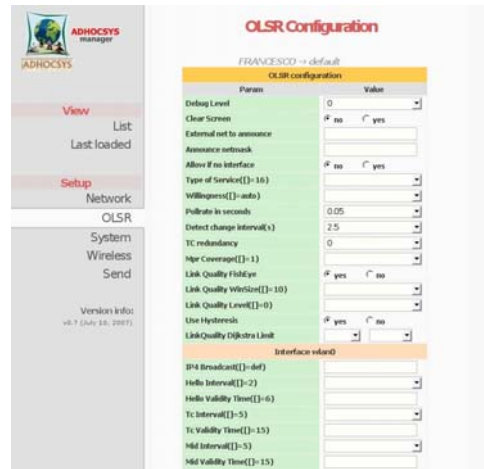 ADHOCSYS
manager
ADHOCSYS
View
List
Last loaded
Setup
Network
OLSR
System
Wireless
Send
Version info:
v0.7 (July 10, 2007)
OLSR Configuration
FRANCESCO -> default
OLSR configuration
Param Value
Debug Level 0
Clear Screen no yes
External net to announce
Announce netmask
Allow if no interface no yes
Type of Service([]=16)
Willingness([]=auto)
Pollrate in seconds 0.05
Detect change interval(s) 2.5
TC redundancy 0
Mpr Coverage([]=1)
Link Quality FishEye yes no
Link Quality WinSize([]=10)
Link Quality Level([]=0)
Use Hysteresis yes no
LinkQuality Dijkstra Limit
Interface wlan0
IP4 Broadcast([]=def)
Hello Interval([]=2)
Hello Validity Time([]=6)
Tc Interval([]=5)
Tc Validity Time([]=15)
Mid Interval([]=5)
Mid Validity Time([]=15)